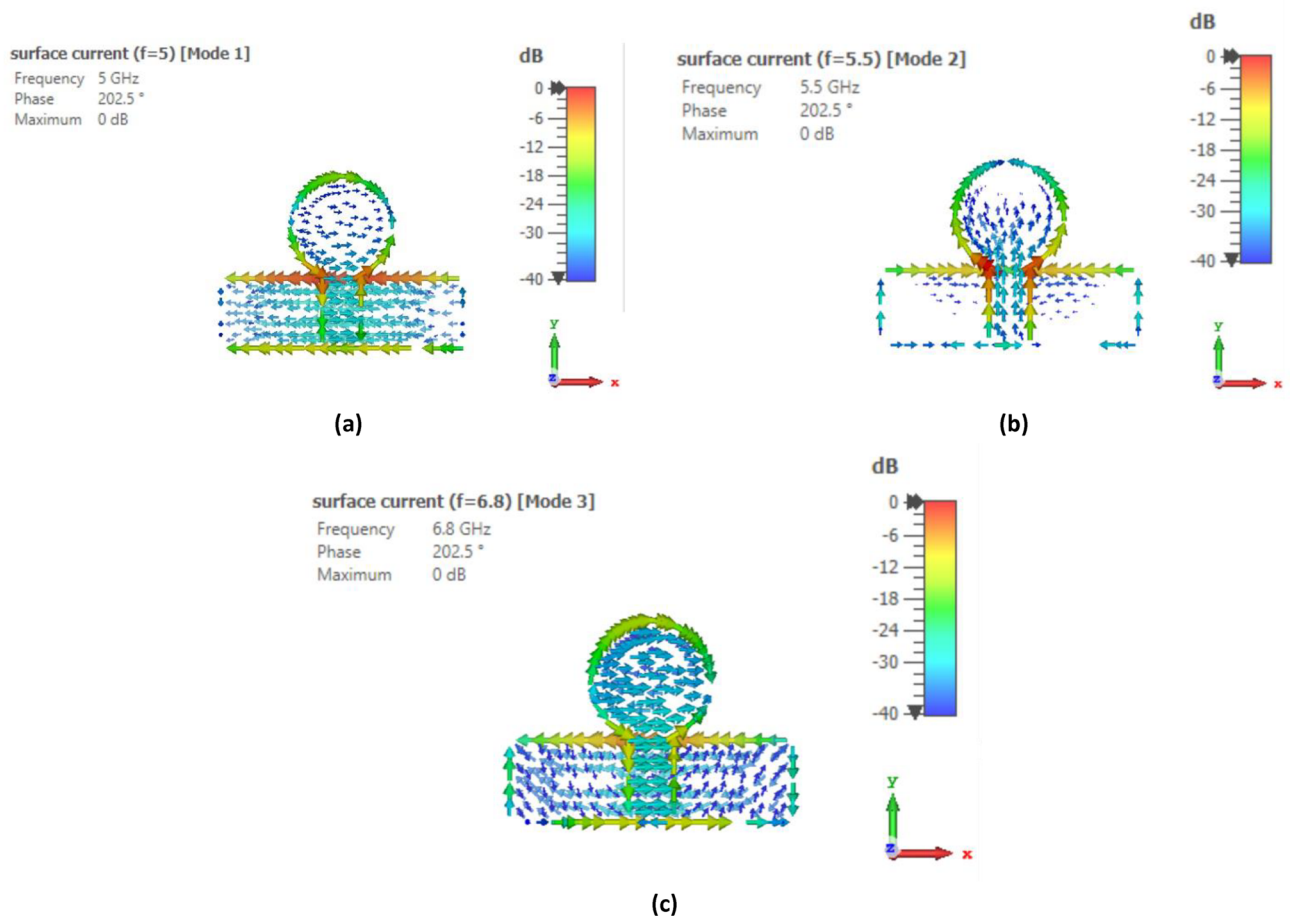 surface current (f=5) [Mode 1]
Frequency 5 GHz
Phase 202.5 °
Maximum 0 dB
dB
0
-6
-12
-18
-24
-30
-40
y
z
x
(a)
surface current (f=5.5) [Mode 2]
Frequency 5.5 GHz
Phase 202.5 °
Maximum 0 dB
dB
0
-6
-12
-18
-24
-30
-40
y
z
x
(b)
surface current (f=6.8) [Mode 3]
Frequency 6.8 GHz
Phase 202.5 °
Maximum 0 dB
dB
0
-6
-12
-18
-24
-30
-40
y
z
x
(c)